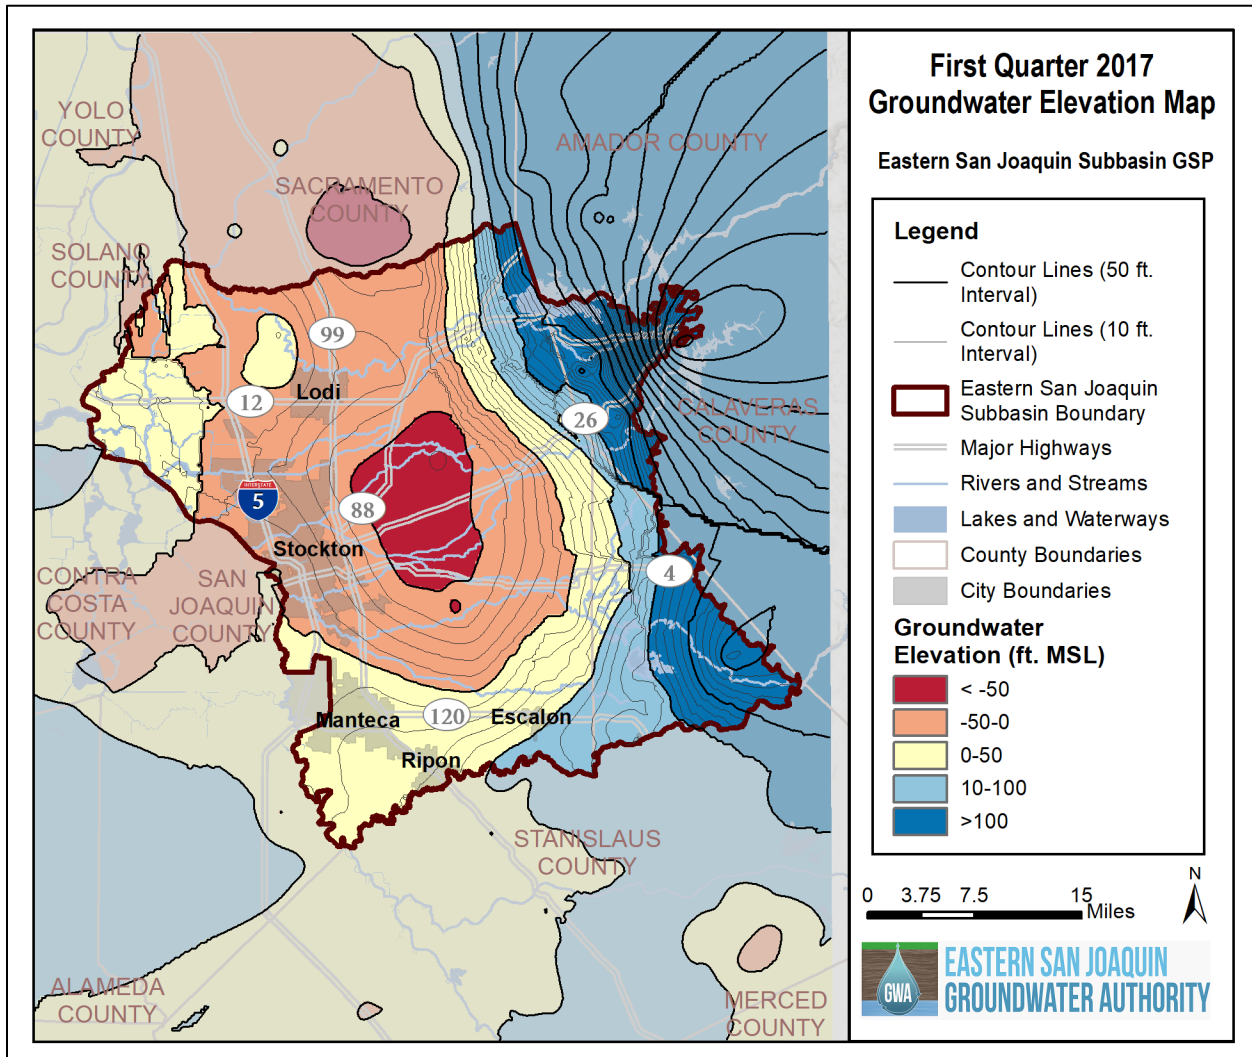 First Quarter 2017
Groundwater Elevation Map
Eastern San Joaquin Subbasin GSP
Legend
Contour Lines (50 ft.
Interval)
Contour Lines (10 ft.
Interval)
Eastern San Joaquin
Subbasin Boundary
Major Highways
Rivers and Streams
Lakes and Waterways
County Boundaries
City Boundaries
Groundwater
Elevation (ft. MSL)
< -50
-50-0
0-50
10-100
>100
0 3.75 7.5 15
Miles
N
GWA
EASTERN SAN JOAQUIN
GROUNDWATER AUTHORITY
YOLO
COUNTY
AMADOR COUNTY
SACRAMENTO
COUNTY
SOLANO
COUNTY
99
Lodi
12
26
CALAVERAS
COUNTY
INTERSTATE
5
88
Stockton
4
CONTRA
COSTA
COUNTY
SAN
JOAQUIN
COUNTY
Manteca
120
Escalon
Ripon
STANISLAUS
COUNTY
ALAMEDA
COUNTY
MERCED
COUNTY